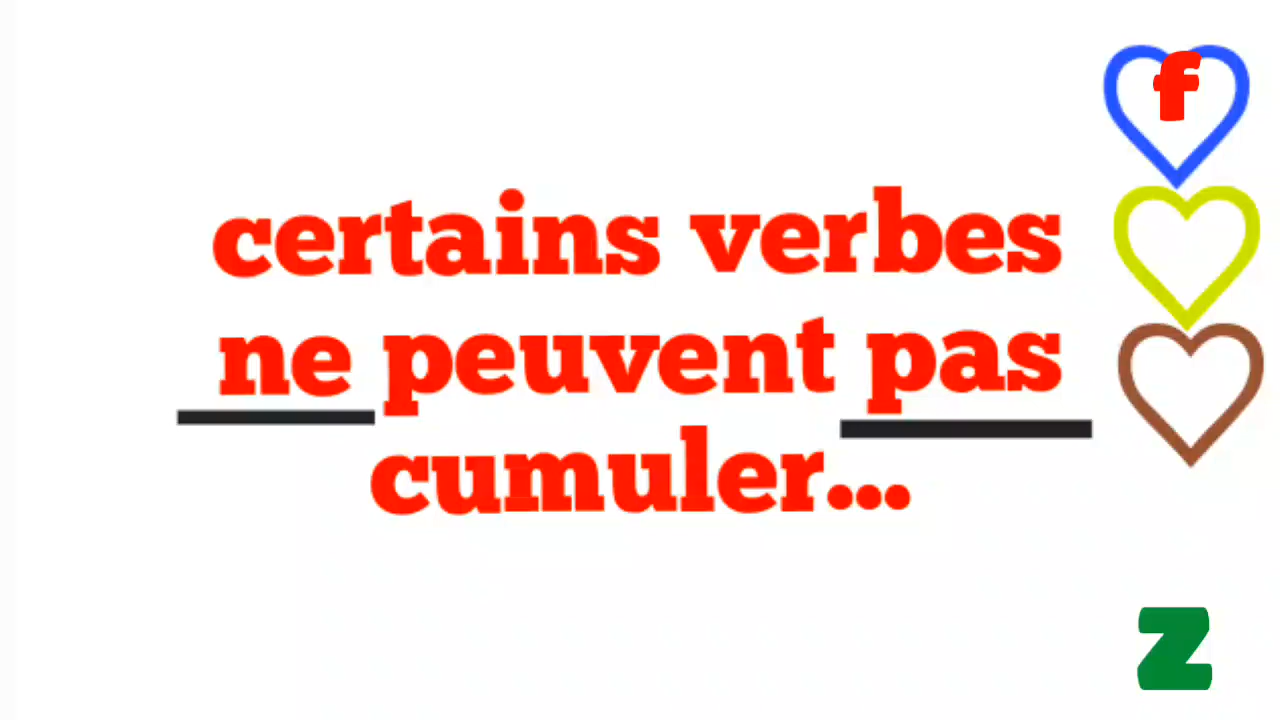 f
certains verbes
ne peuvent pas
cumuler...
z